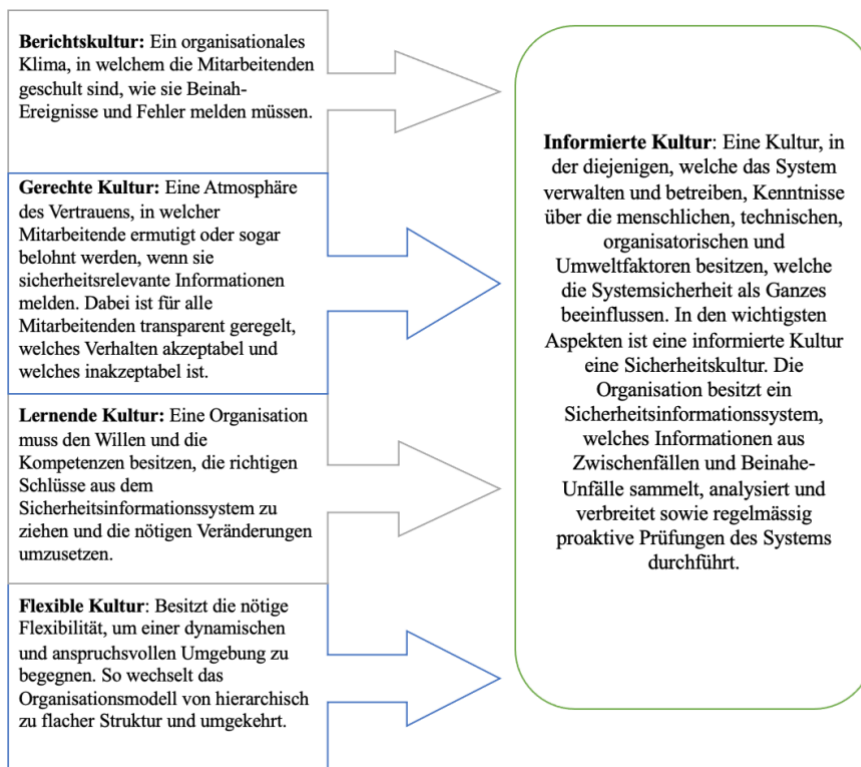 Berichtskultur: Ein organisationales
Klima, in welchem die Mitarbeitenden
geschult sind, wie sie Beinah-
Ereignisse und Fehler melden müssen.
Gerechte Kultur: Eine Atmosphäre
des Vertrauens, in welcher
Mitarbeitende ermutigt oder sogar
belohnt werden, wenn sie
sicherheitsrelevante Informationen
melden. Dabei ist für alle
Mitarbeitenden transparent geregelt,
welches Verhalten akzeptabel und
welches inakzeptabel ist.
Lernende Kultur: Eine Organisation
muss den Willen und die
Kompetenzen besitzen, die richtigen
Schlüsse aus dem
Sicherheitsinformationssystem zu
ziehen und die nötigen Veränderungen
umzusetzen.
Flexible Kultur: Besitzt die nötige
Flexibilität, um einer dynamischen
und anspruchsvollen Umgebung zu
begegnen. So wechselt das
Organisationsmodell von hierarchisch
zu flacher Struktur und umgekehrt.
Informierte Kultur: Eine Kultur, in
der diejenigen, welche das System
verwalten und betreiben, Kenntnisse
über die menschlichen, technischen,
organisatorischen und
Umweltfaktoren besitzen, welche
die Systemsicherheit als Ganzes
beeinflussen. In den wichtigsten
Aspekten ist eine informierte Kultur
eine Sicherheitskultur. Die
Organisation besitzt ein
Sicherheitsinformationssystem,
welches Informationen aus
Zwischenfällen und Beinahe-
Unfälle sammelt, analysiert und
verbreitet sowie regelmässig
proaktive Prüfungen des Systems
durchführt.